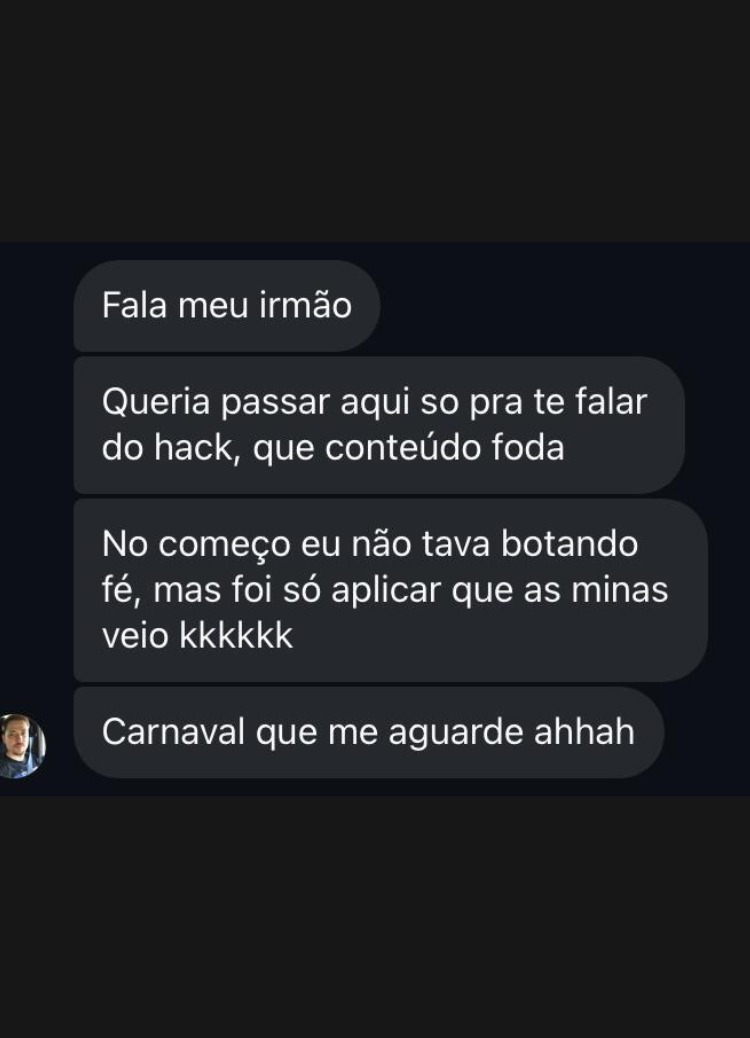 Fala meu irmão
Queria passar aqui so pra te falar
do hack, que conteúdo foda
No começo eu não tava botando
fé, mas foi só aplicar que as minas
veio kkkkkk
Carnaval que me aguarde ahhah